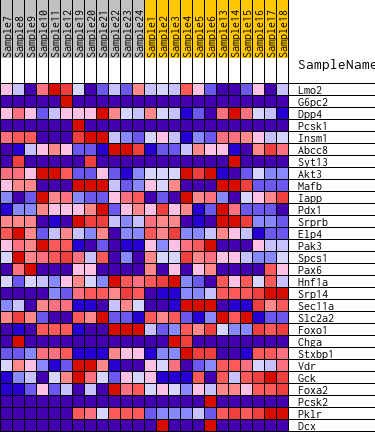 Sample7
Sample8
Sample9
Sample10
Sample11
Sample12
Sample19
Sample20
Sample21
Sample22
Sample23
Sample24
Sample1
Sample2
Sample3
Sample4
Sample5
Sample6
Sample13
Sample14
Sample15
Sample16
Sample17
Sample18
SampleName
Lmo2
G6pc2
Dpp4
Pcsk1
Insm1
Abcc8
Syt13
Akt3
Mafb
Iapp
Pdx1
Srprb
Elp4
Pak3
Spcs1
Pax6
Hnf1a
Srp14
Sec11a
Slc2a2
Foxo1
Chga
Stxbp1
Vdr
Gck
Foxa2
Pcsk2
Pklr
Dcx